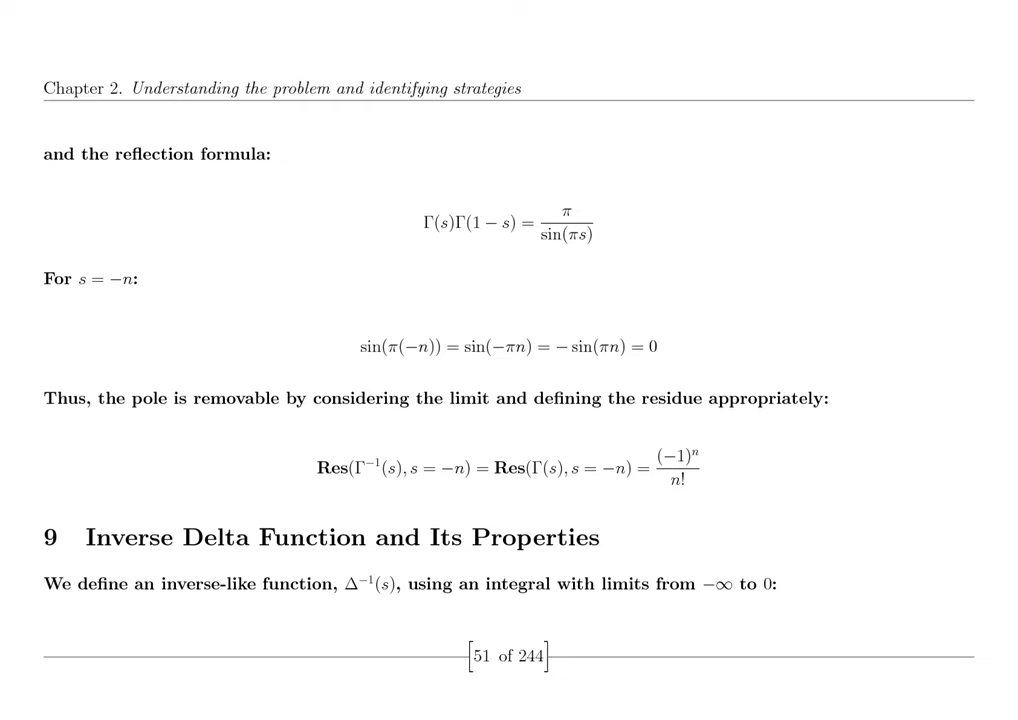 Chapter 2. Understanding the problem and identifying strategies
and the reflection formula:
Γ(s)Γ(1 − s) = π / sin(πs)
For s = −n:
sin(π(−n)) = sin(−πn) = − sin(πn) = 0
Thus, the pole is removable by considering the limit and defining the residue appropriately:
Res(Γ⁻¹(s), s = −n) = Res(Γ(s), s = −n) = (−1)ⁿ / n!
9 Inverse Delta Function and Its Properties
We define an inverse-like function, Δ⁻¹(s), using an integral with limits from −∞ to 0:
[51 of 244]